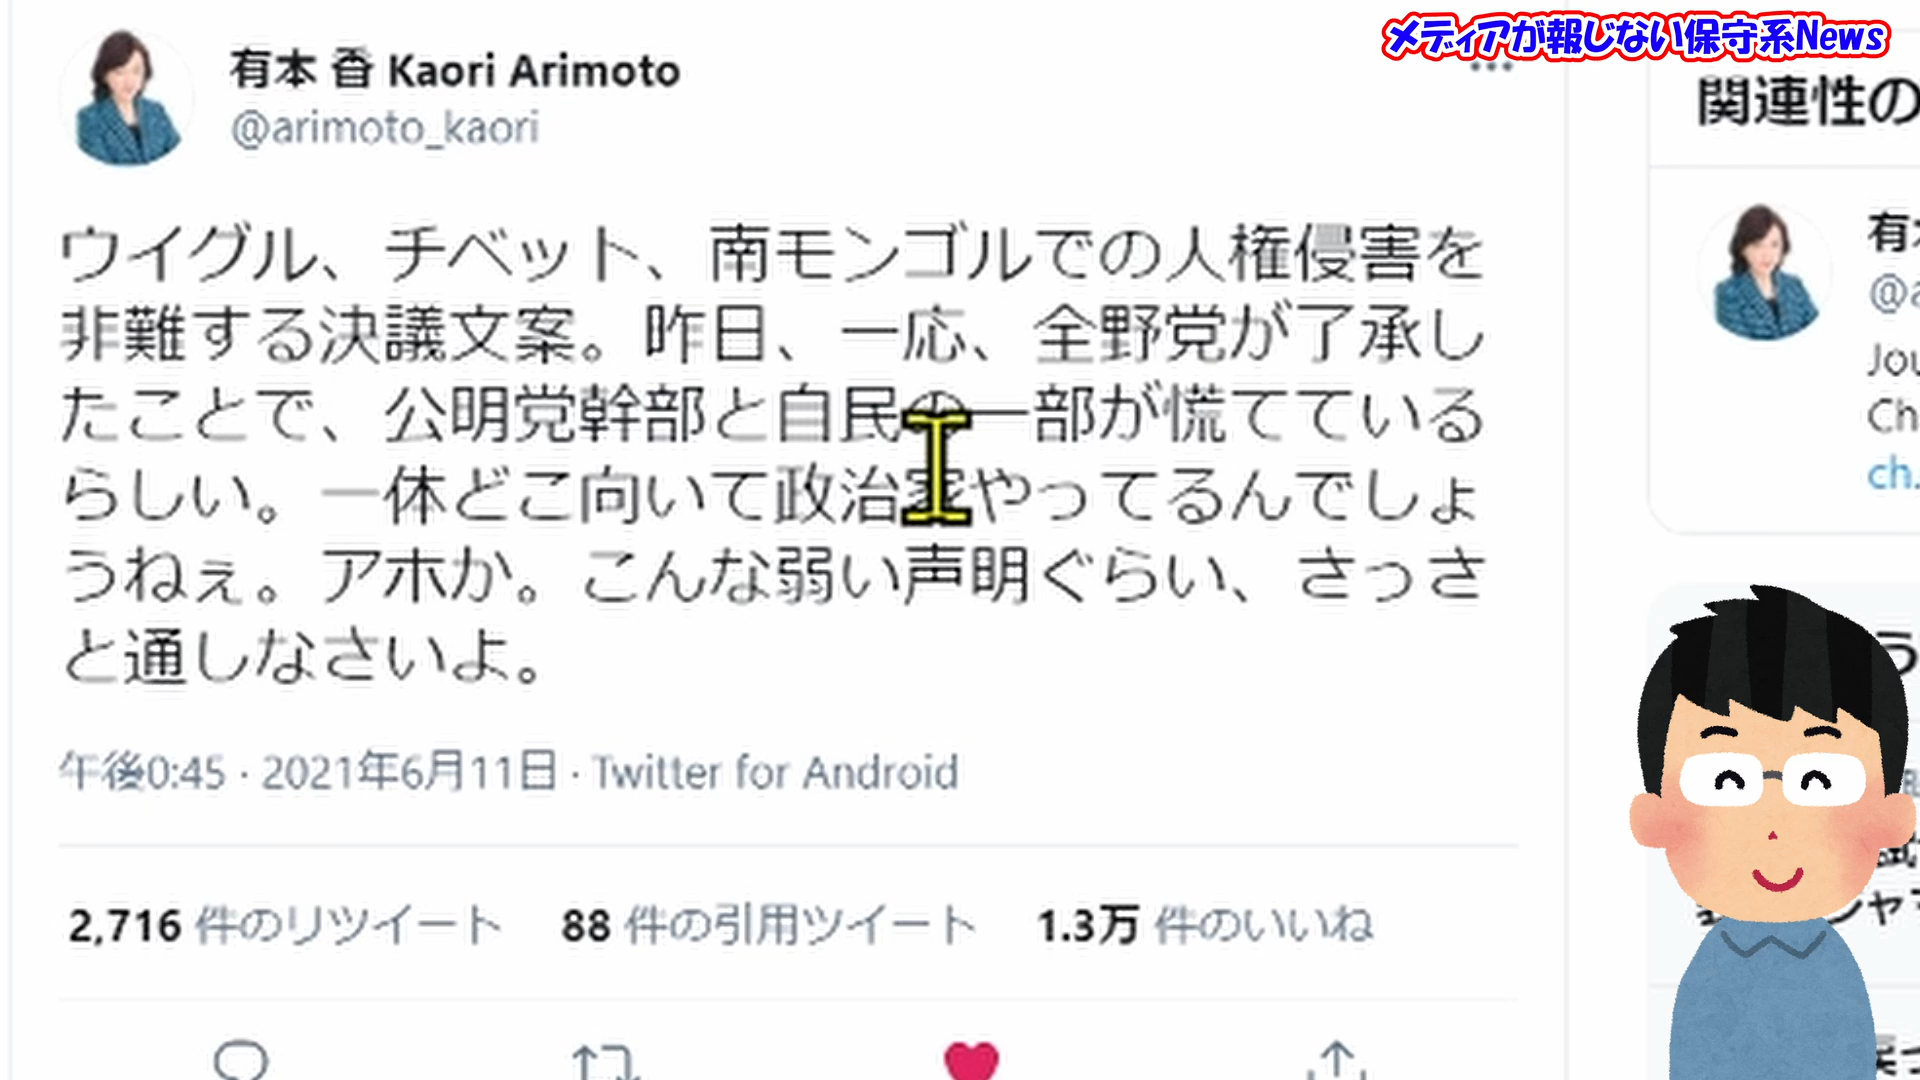 メディアが報じない保守系News
有本 香 Kaori Arimoto
@arimoto_kaori
ウイグル、チベット、南モンゴルでの人権侵害を
非難する決議文案。昨日、一応、全野党が了承し
たことで、公明党幹部と自民の一部が慌てている
らしい。一体どこ向いて政治家やってるんでしょ
うねぇ。アホか。こんな弱い声明ぐらい、さっさ
と通しなさいよ。
午後0:45 · 2021年6月11日 · Twitter for Android
2,716 件のリツイート 88 件の引用ツイート 1.3万 件のいいね
関連性の
有
@a
Jou
Ch
ch.